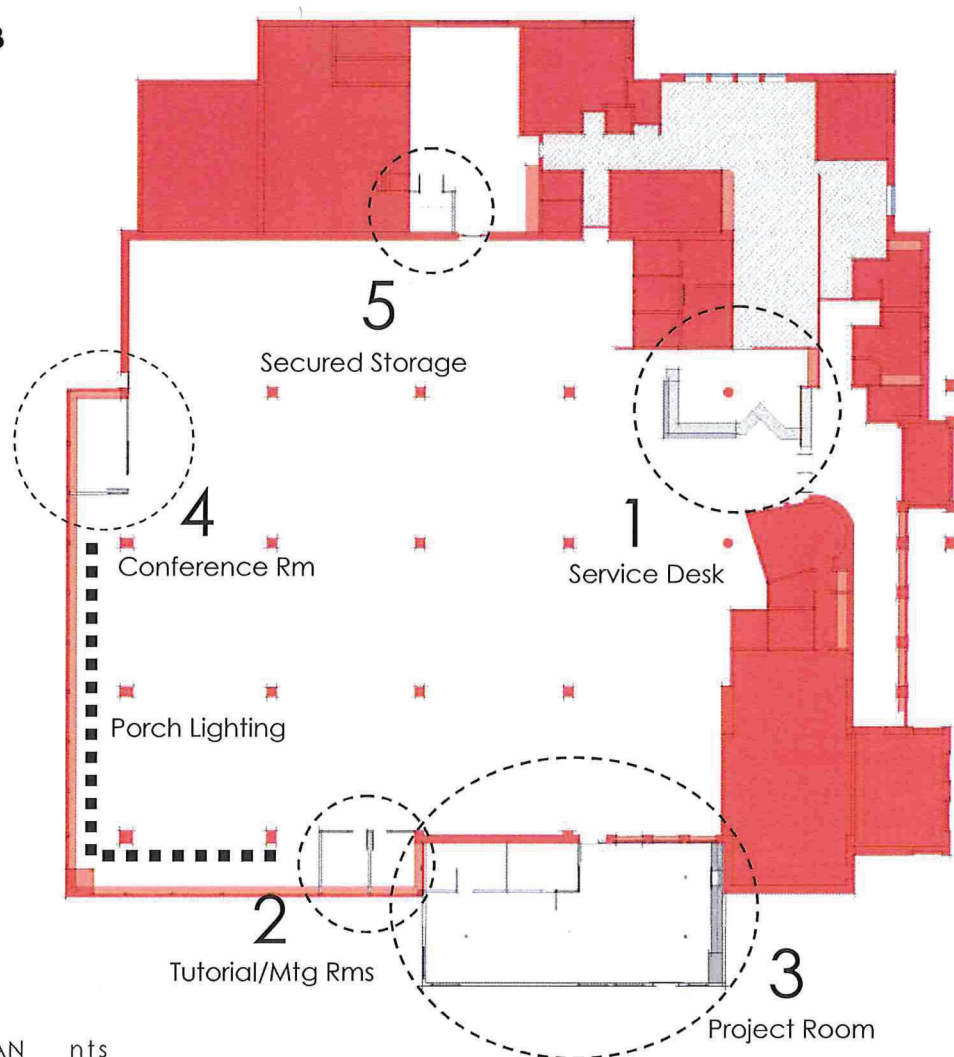 B
5
Secured Storage
4
Conference Rm
1
Service Desk
Porch Lighting
2
Tutorial/Mtg Rms
3
Project Room
AN nts